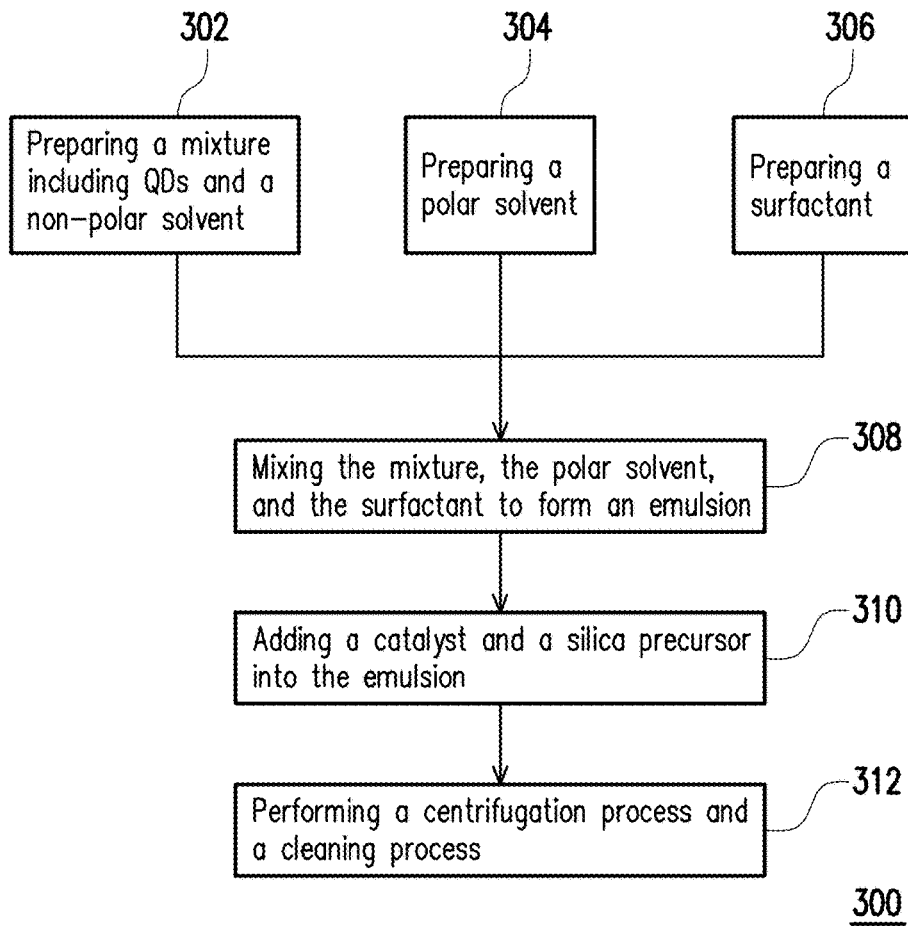 302
304
306
Preparing a mixture
including QDs and a
non-polar solvent
Preparing a
polar solvent
Preparing a
surfactant
308
Mixing the mixture, the polar solvent,
and the surfactant to form an emulsion
310
Adding a catalyst and a silica precursor
into the emulsion
312
Performing a centrifugation process and
a cleaning process
300